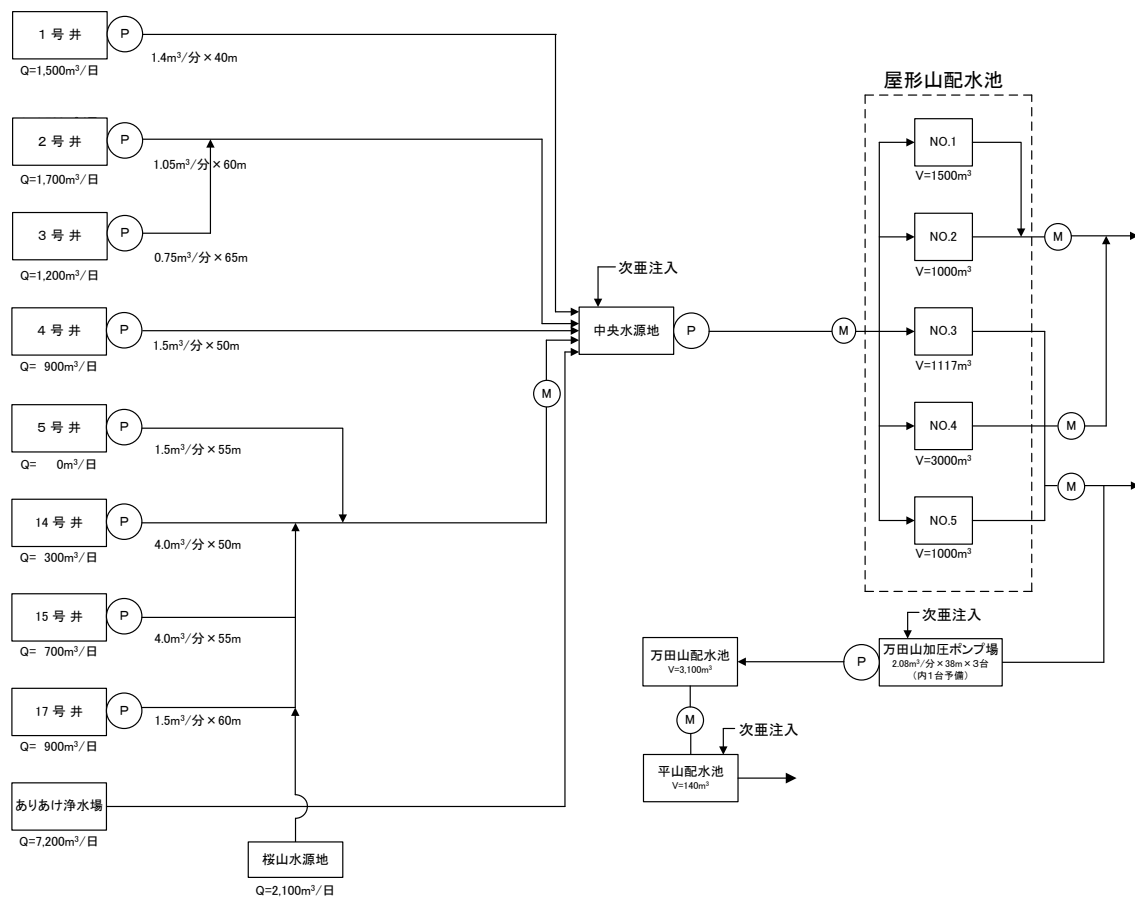 1 号 井
P
1.4m³/分×40m
Q=1,500m³/日
2 号 井
P
1.05m³/分×60m
Q=1,700m³/日
3 号 井
P
0.75m³/分×65m
Q=1,200m³/日
4 号 井
P
1.5m³/分×50m
Q= 900m³/日
5 号 井
P
1.5m³/分×55m
Q= 0m³/日
14 号 井
P
4.0m³/分×50m
Q= 300m³/日
15 号 井
P
4.0m³/分×55m
Q= 700m³/日
17 号 井
P
1.5m³/分×60m
Q= 900m³/日
ありあけ浄水場
Q=7,200m³/日
桜山水源地
Q=2,100m³/日
M
次亜注入
中央水源地
P
M
屋形山配水池
NO.1
V=1500m³
NO.2
V=1000m³
M
NO.3
V=1117m³
NO.4
V=3000m³
M
M
NO.5
V=1000m³
次亜注入
万田山加圧ポンプ場
2.08m³/分×38m×3台
(内1台予備)
P
万田山配水池
V=3,100m³
M
次亜注入
平山配水池
V=140m³